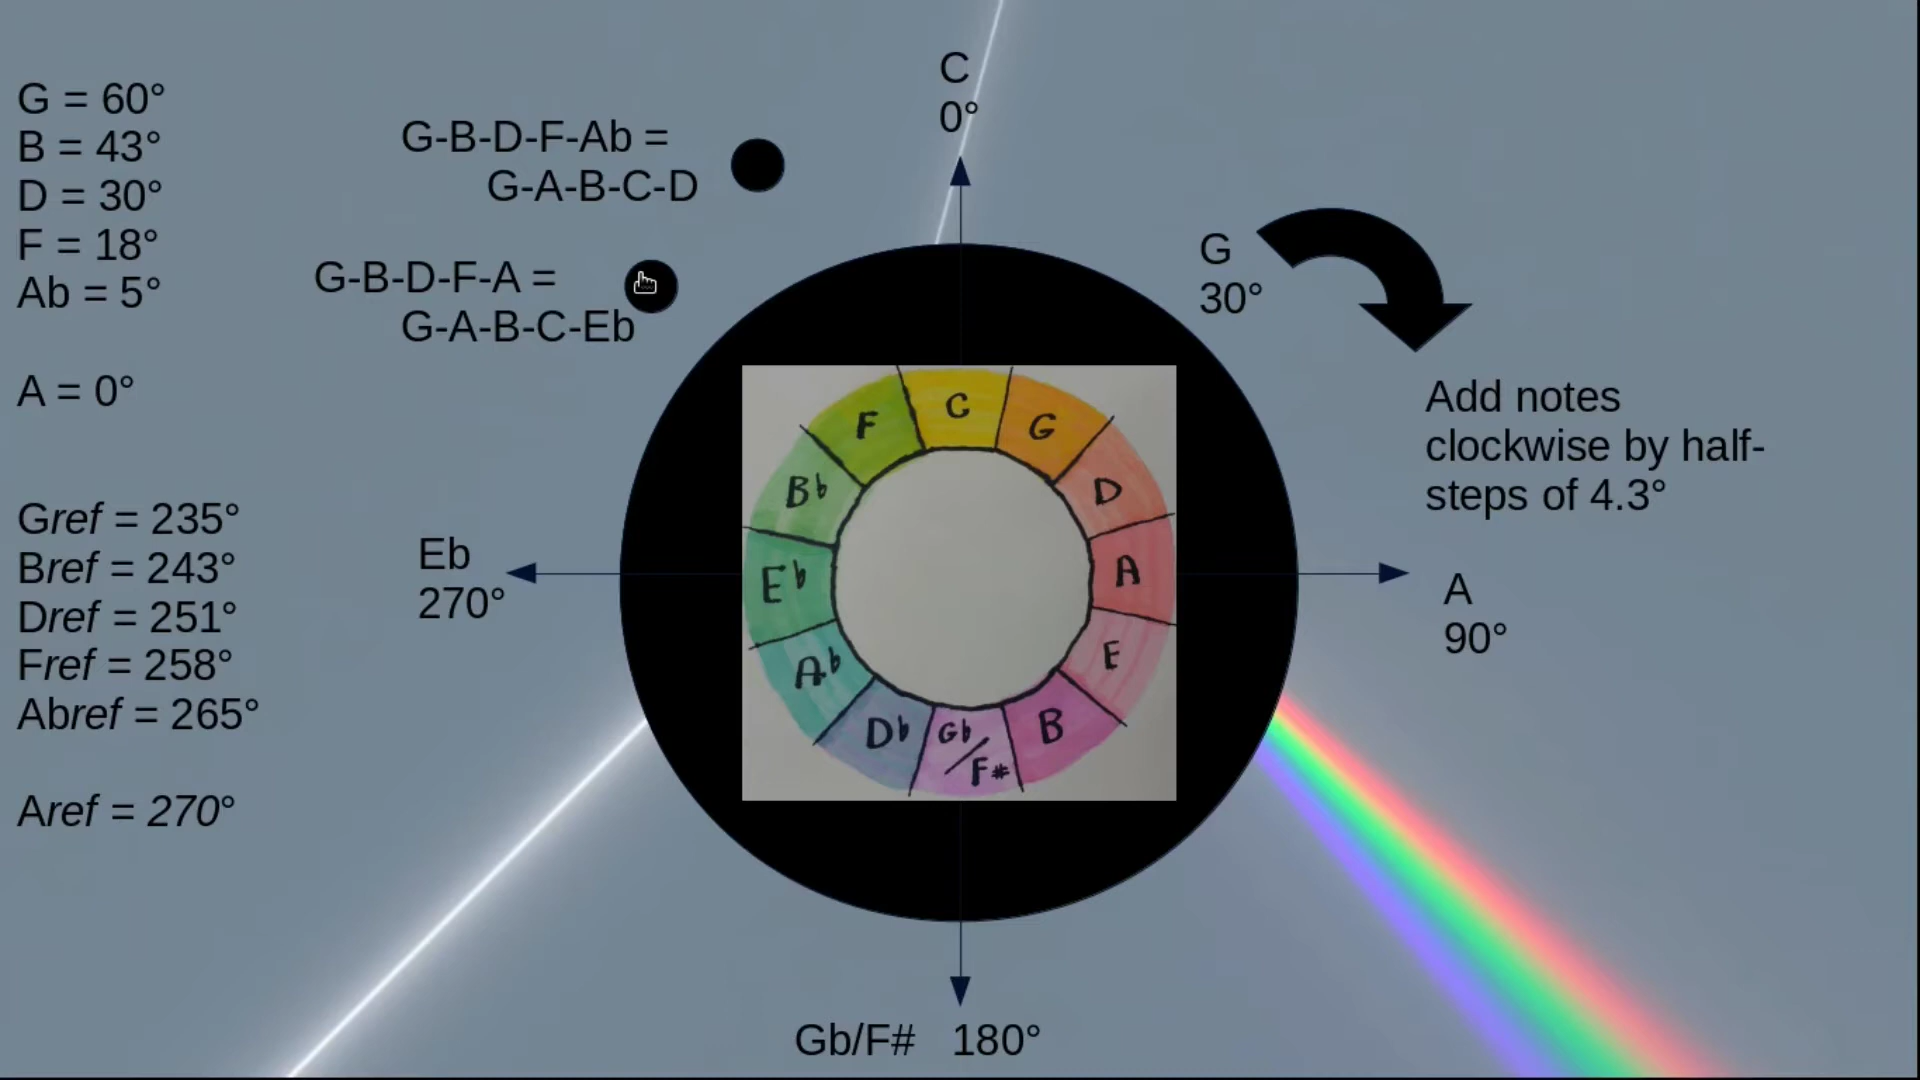 G = 60°
B = 43°
D = 30°
F = 18°
Ab = 5°
A = 0°
Gref = 235°
Bref = 243°
Dref = 251°
Fref = 258°
Abref = 265°
Aref = 270°
G-B-D-F-Ab =
G-A-B-C-D
G-B-D-F-A =
G-A-B-C-Eb
C
0°
G
30°
Add notes
clockwise by half-
steps of 4.3°
Eb
270°
A
90°
Gb/F# 180°
C
G
D
A
E
B
Gb/F#
Db
Ab
Eb
Bb
F